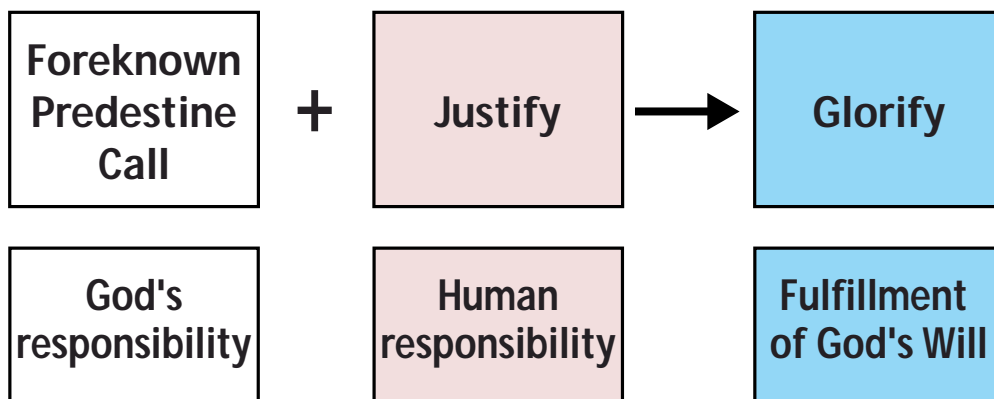 Foreknown
Predestine
Call
+
Justify
Glorify
God's
responsibility
Human
responsibility
Fulfillment
of God's Will